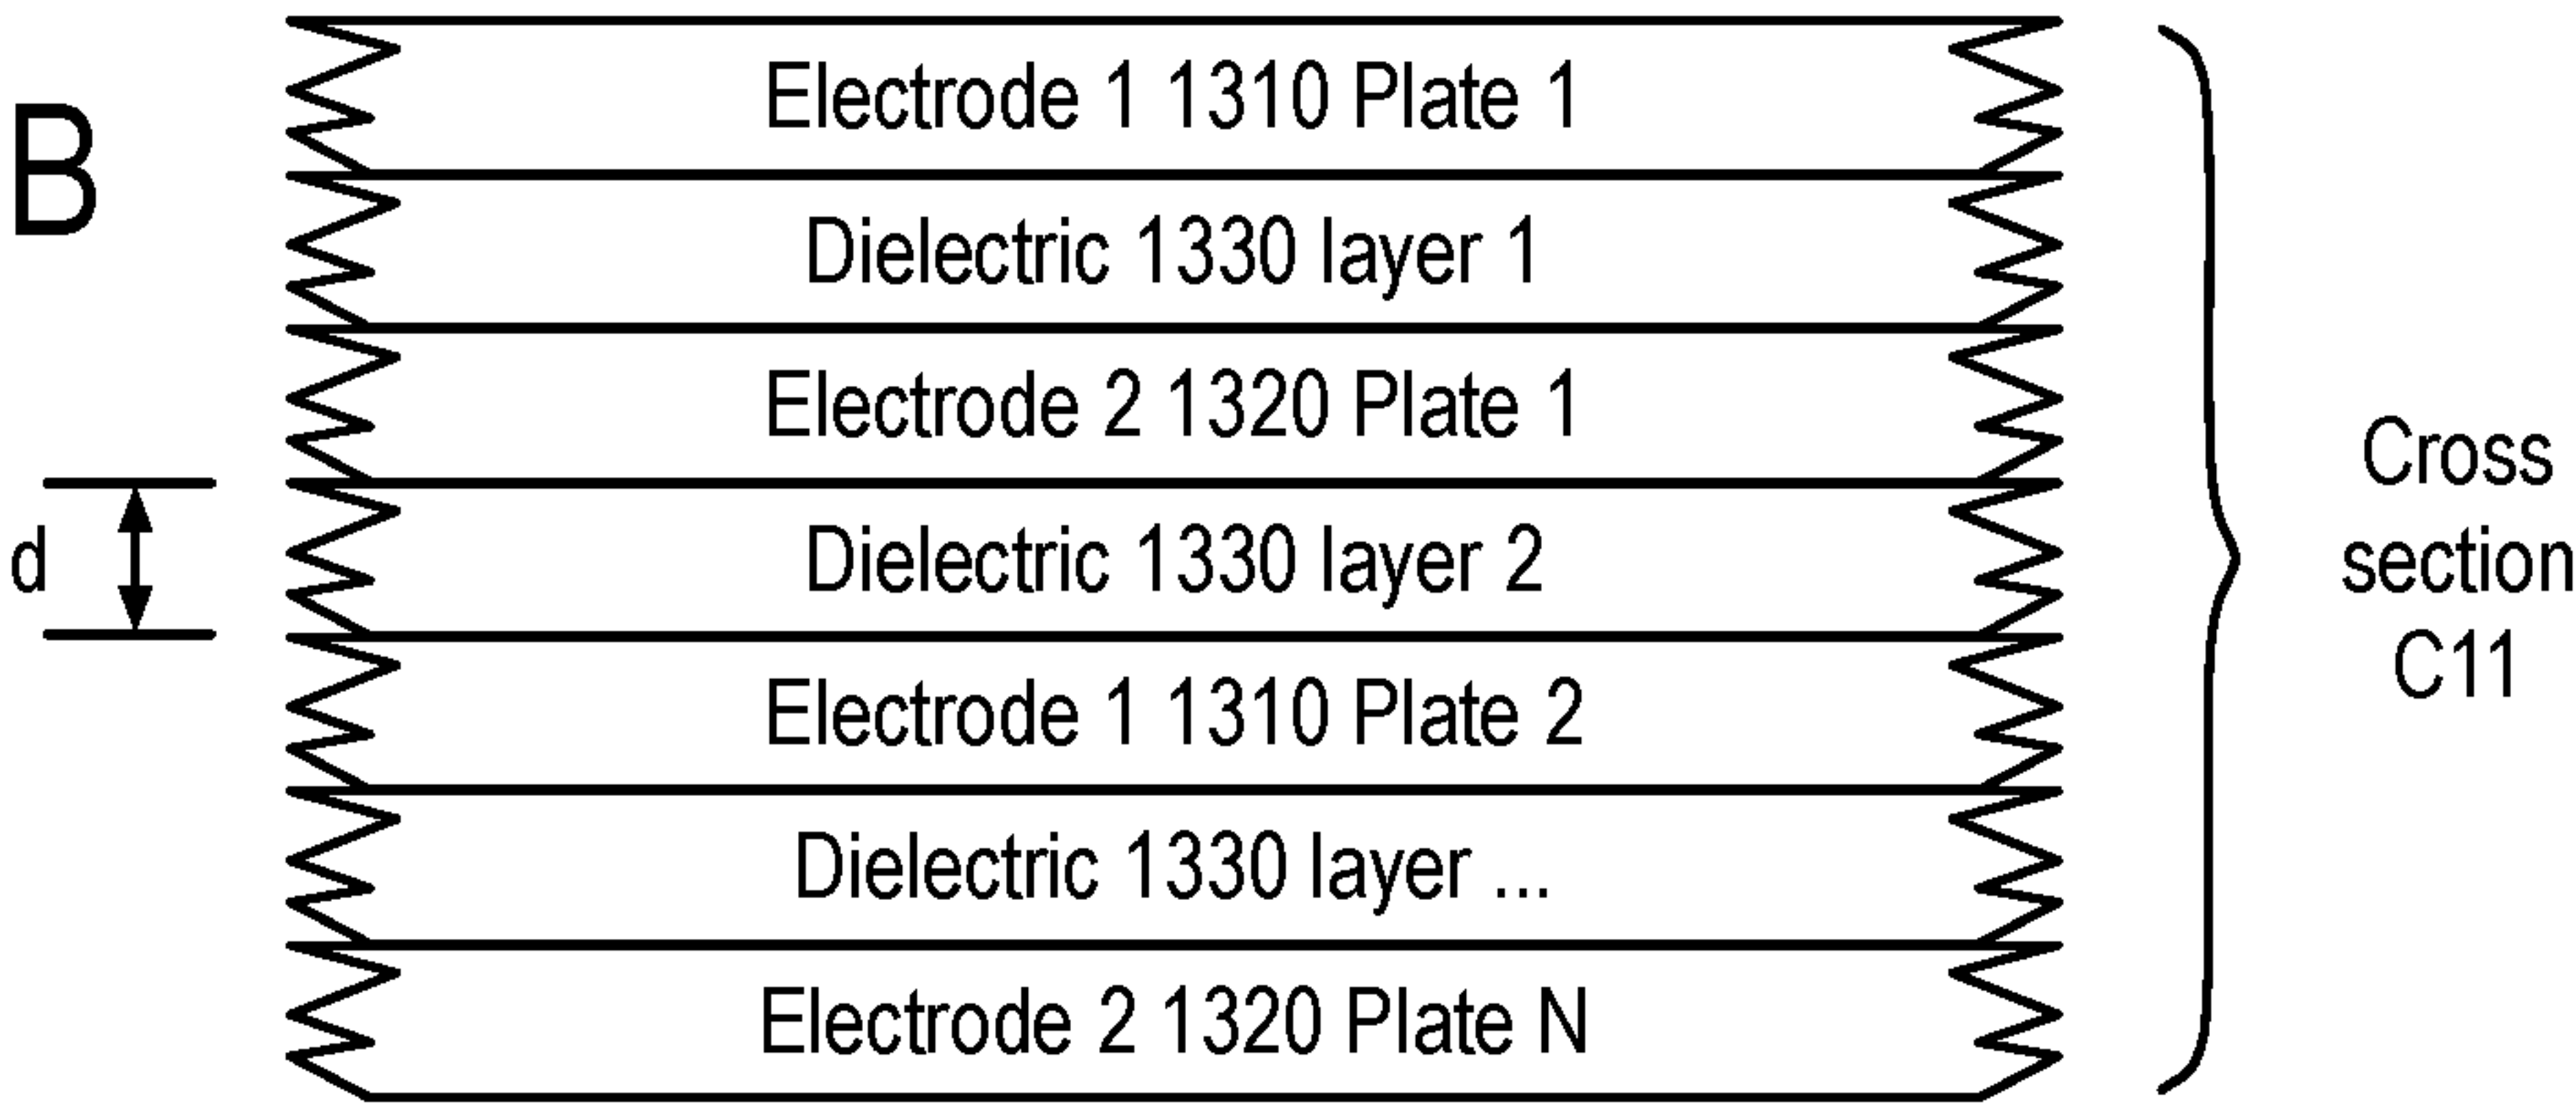 B
Electrode 1 1310 Plate 1
Dielectric 1330 layer 1
Electrode 2 1320 Plate 1
d
Dielectric 1330 layer 2
Electrode 1 1310 Plate 2
Dielectric 1330 layer ...
Electrode 2 1320 Plate N
Cross
section
C11